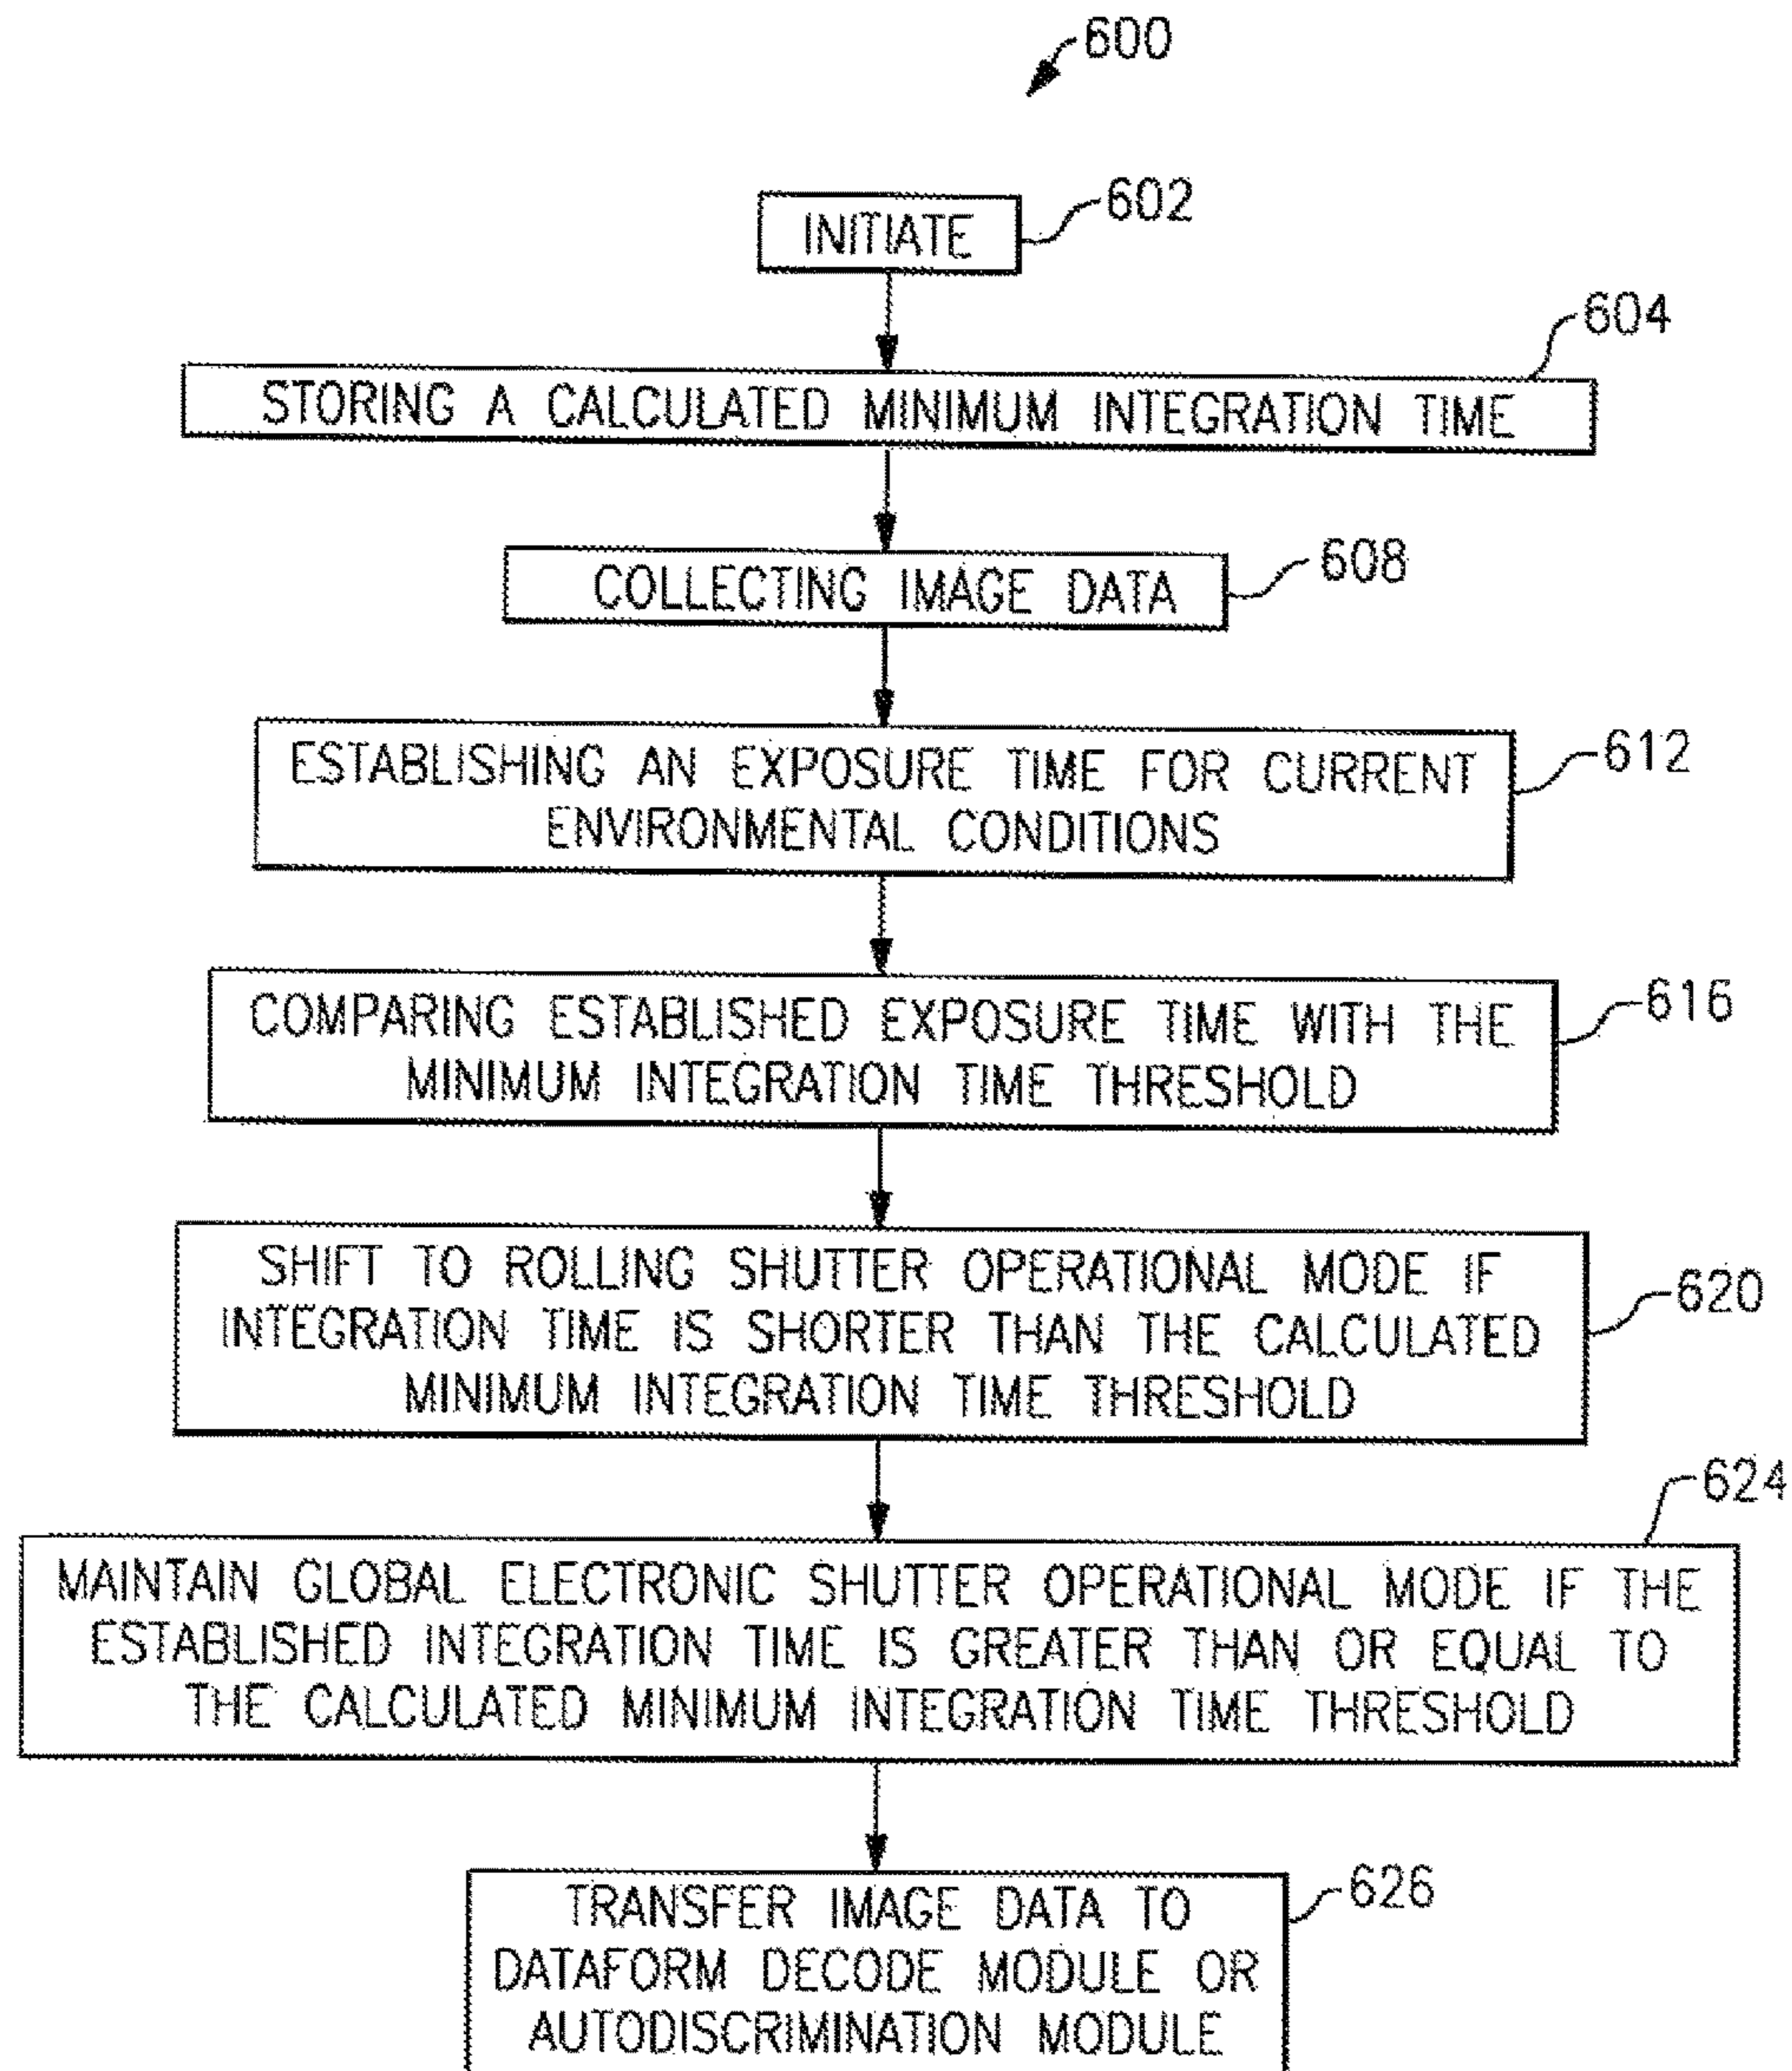 600
INITIATE
602
604
STORING A CALCULATED MINIMUM INTEGRATION TIME
COLLECTING IMAGE DATA
608
ESTABLISHING AN EXPOSURE TIME FOR CURRENT
ENVIRONMENTAL CONDITIONS
612
COMPARING ESTABLISHED EXPOSURE TIME WITH THE
MINIMUM INTEGRATION TIME THRESHOLD
616
SHIFT TO ROLLING SHUTTER OPERATIONAL MODE IF
INTEGRATION TIME IS SHORTER THAN THE CALCULATED
MINIMUM INTEGRATION TIME THRESHOLD
620
624
MAINTAIN GLOBAL ELECTRONIC SHUTTER OPERATIONAL MODE IF THE
ESTABLISHED INTEGRATION TIME IS GREATER THAN OR EQUAL TO
THE CALCULATED MINIMUM INTEGRATION TIME THRESHOLD
626
TRANSFER IMAGE DATA TO
DATAFORM DECODE MODULE OR
AUTODISCRIMINATION MODULE